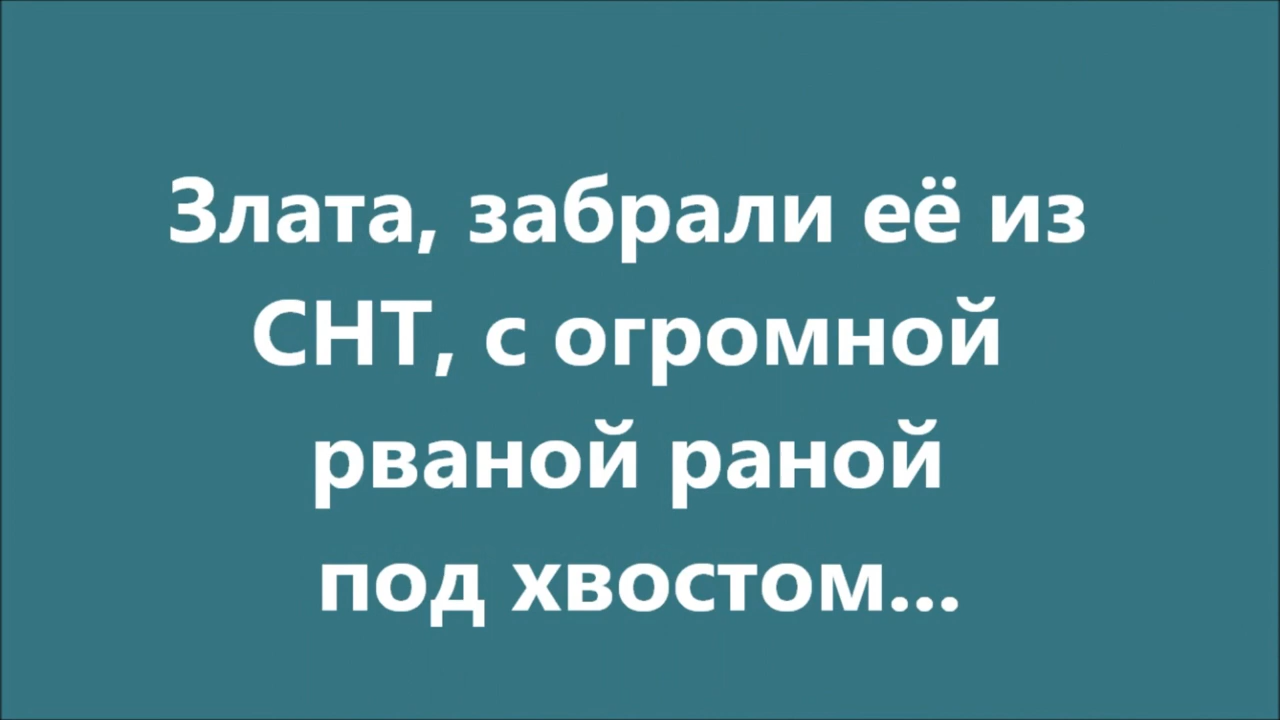 Злата, забрали её из
СНТ, с огромной
рваной раной
под хвостом...